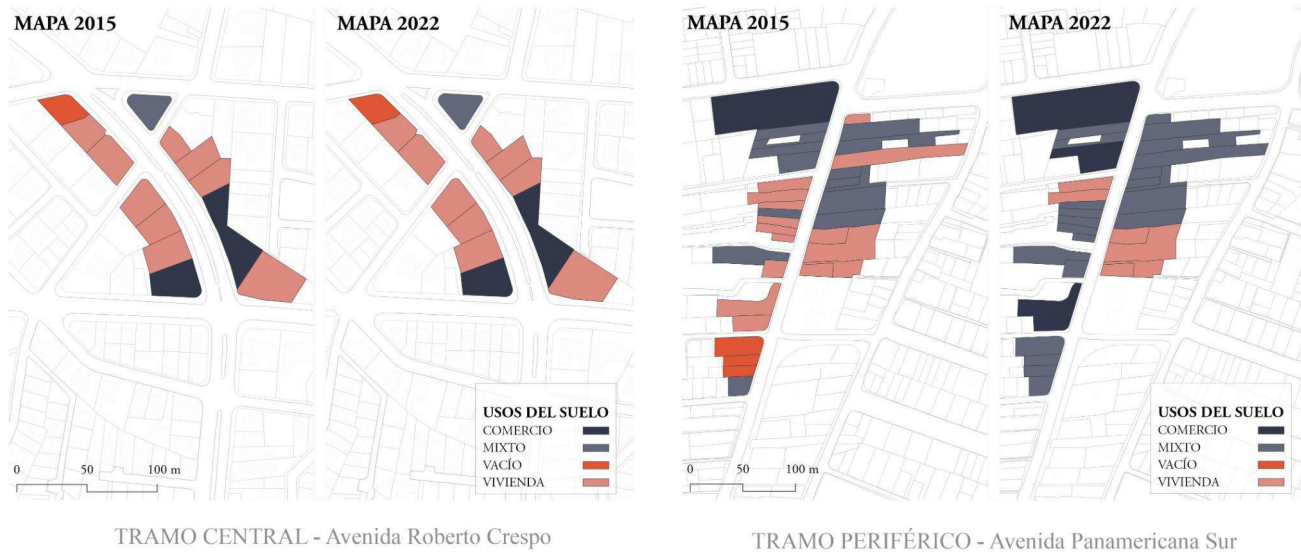 MAPA 2015
MAPA 2022
USOS DEL SUELO
COMERCIO
MIXTO
VACÍO
VIVIENDA
0 50 100 m
TRAMO CENTRAL - Avenida Roberto Crespo
MAPA 2015
MAPA 2022
USOS DEL SUELO
COMERCIO
MIXTO
VACÍO
VIVIENDA
0 50 100 m
TRAMO PERIFÉRICO - Avenida Panamericana Sur